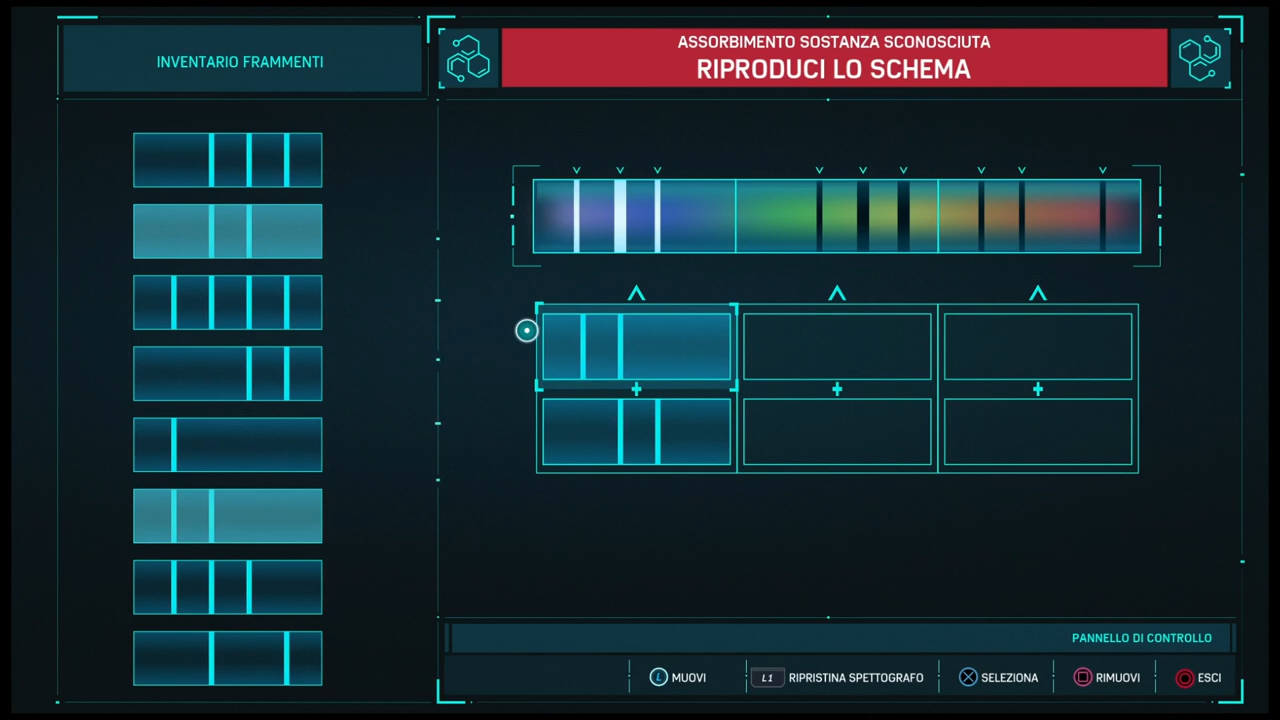 INVENTARIO FRAMMENTI
ASSORBIMENTO SOSTANZA SCONOSCIUTA
RIPRODUCI LO SCHEMA
PANNELLO DI CONTROLLO
L MUOVI
L1 RIPRISTINA SPETTOGRAFO
SELEZIONA
RIMUOVI
ESCI